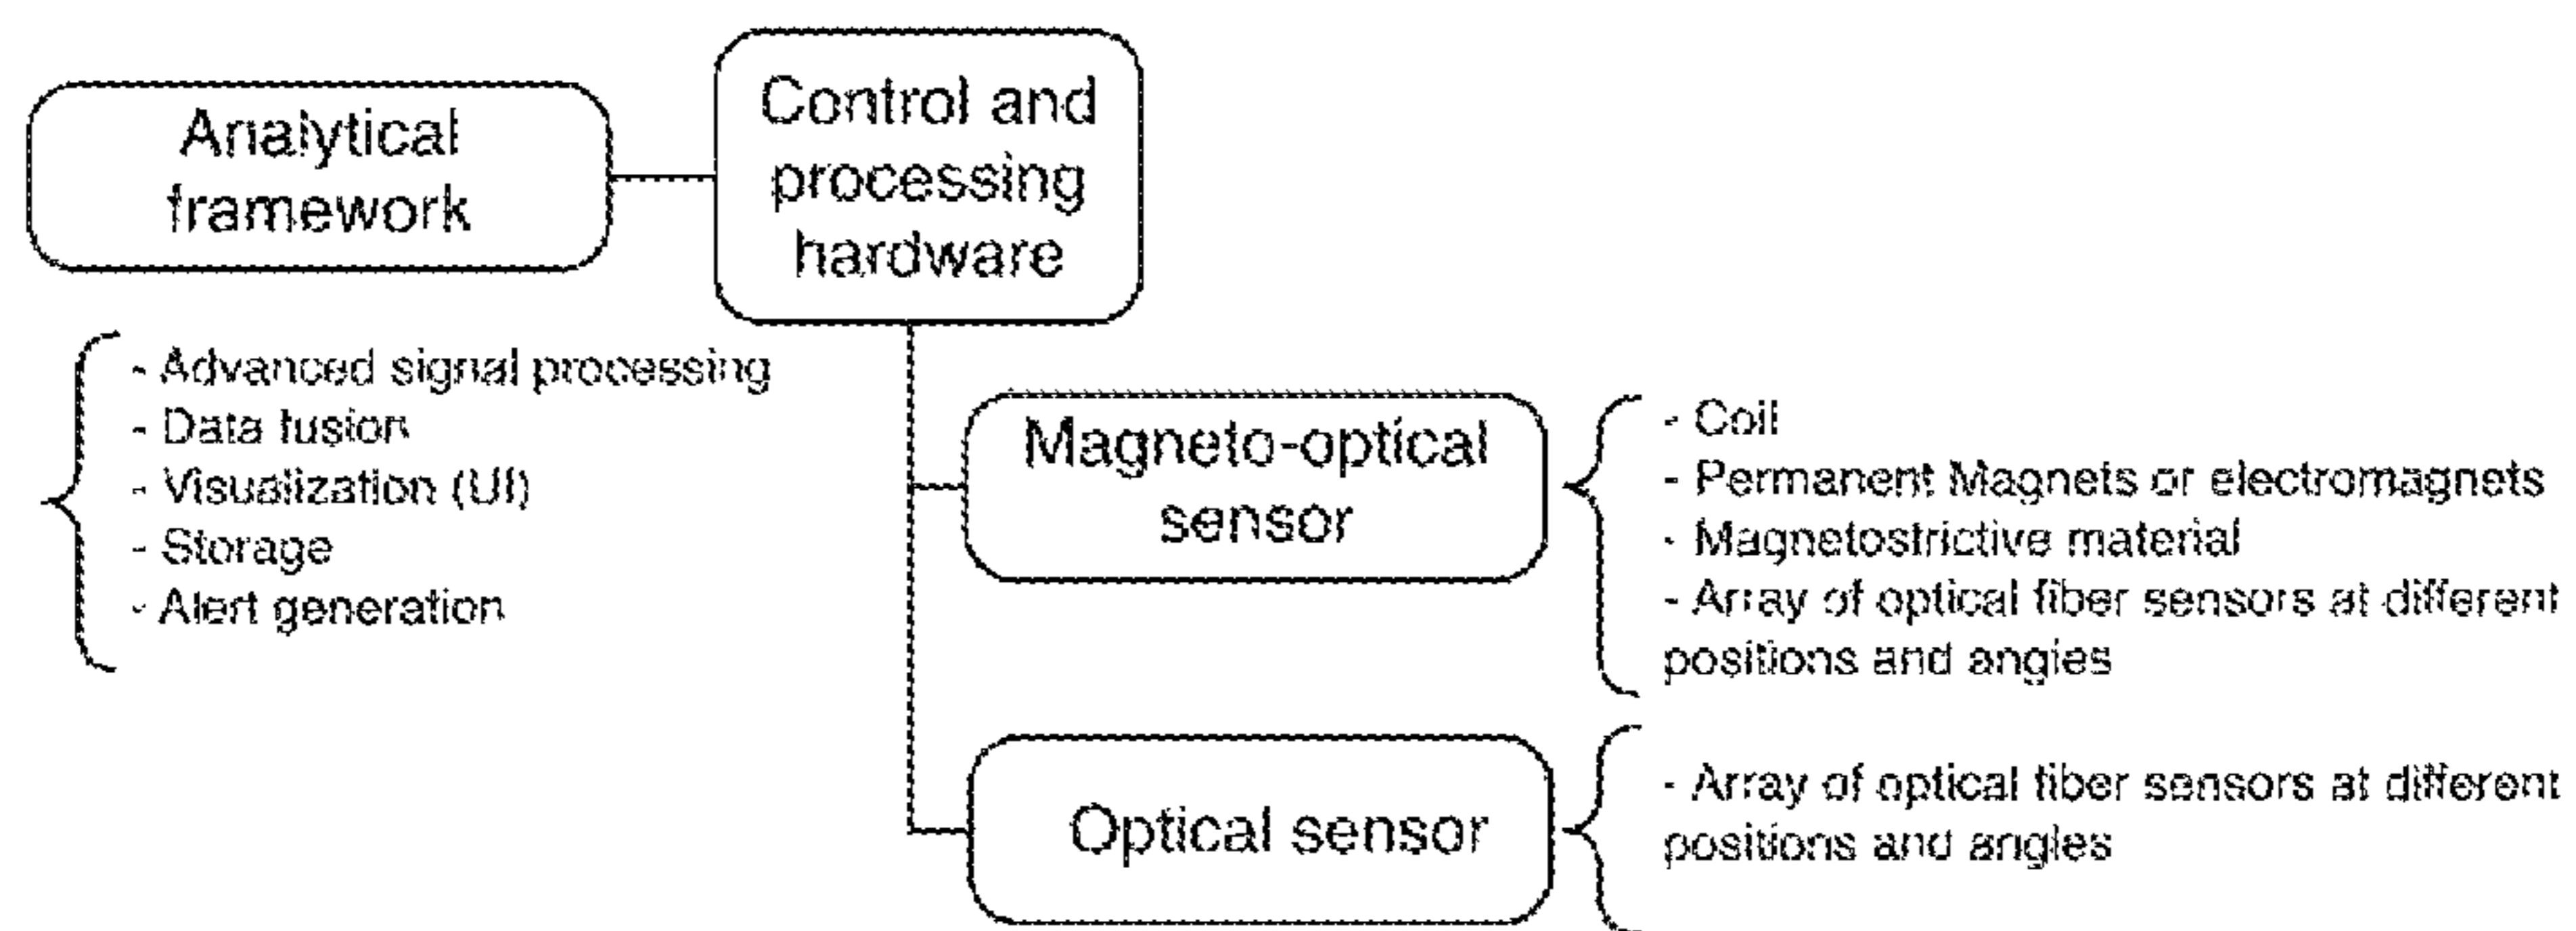 Analytical
framework
Control and
processing
hardware
- Advanced signal processing
- Data fusion
- Visualization (UI)
- Storage
- Alert generation
Magneto-optical
sensor
- Coil
- Permanent Magnets or electromagnets
- Magnetostrictive material
- Array of optical fiber sensors at different
positions and angles
Optical sensor
- Array of optical fiber sensors at different
positions and angles